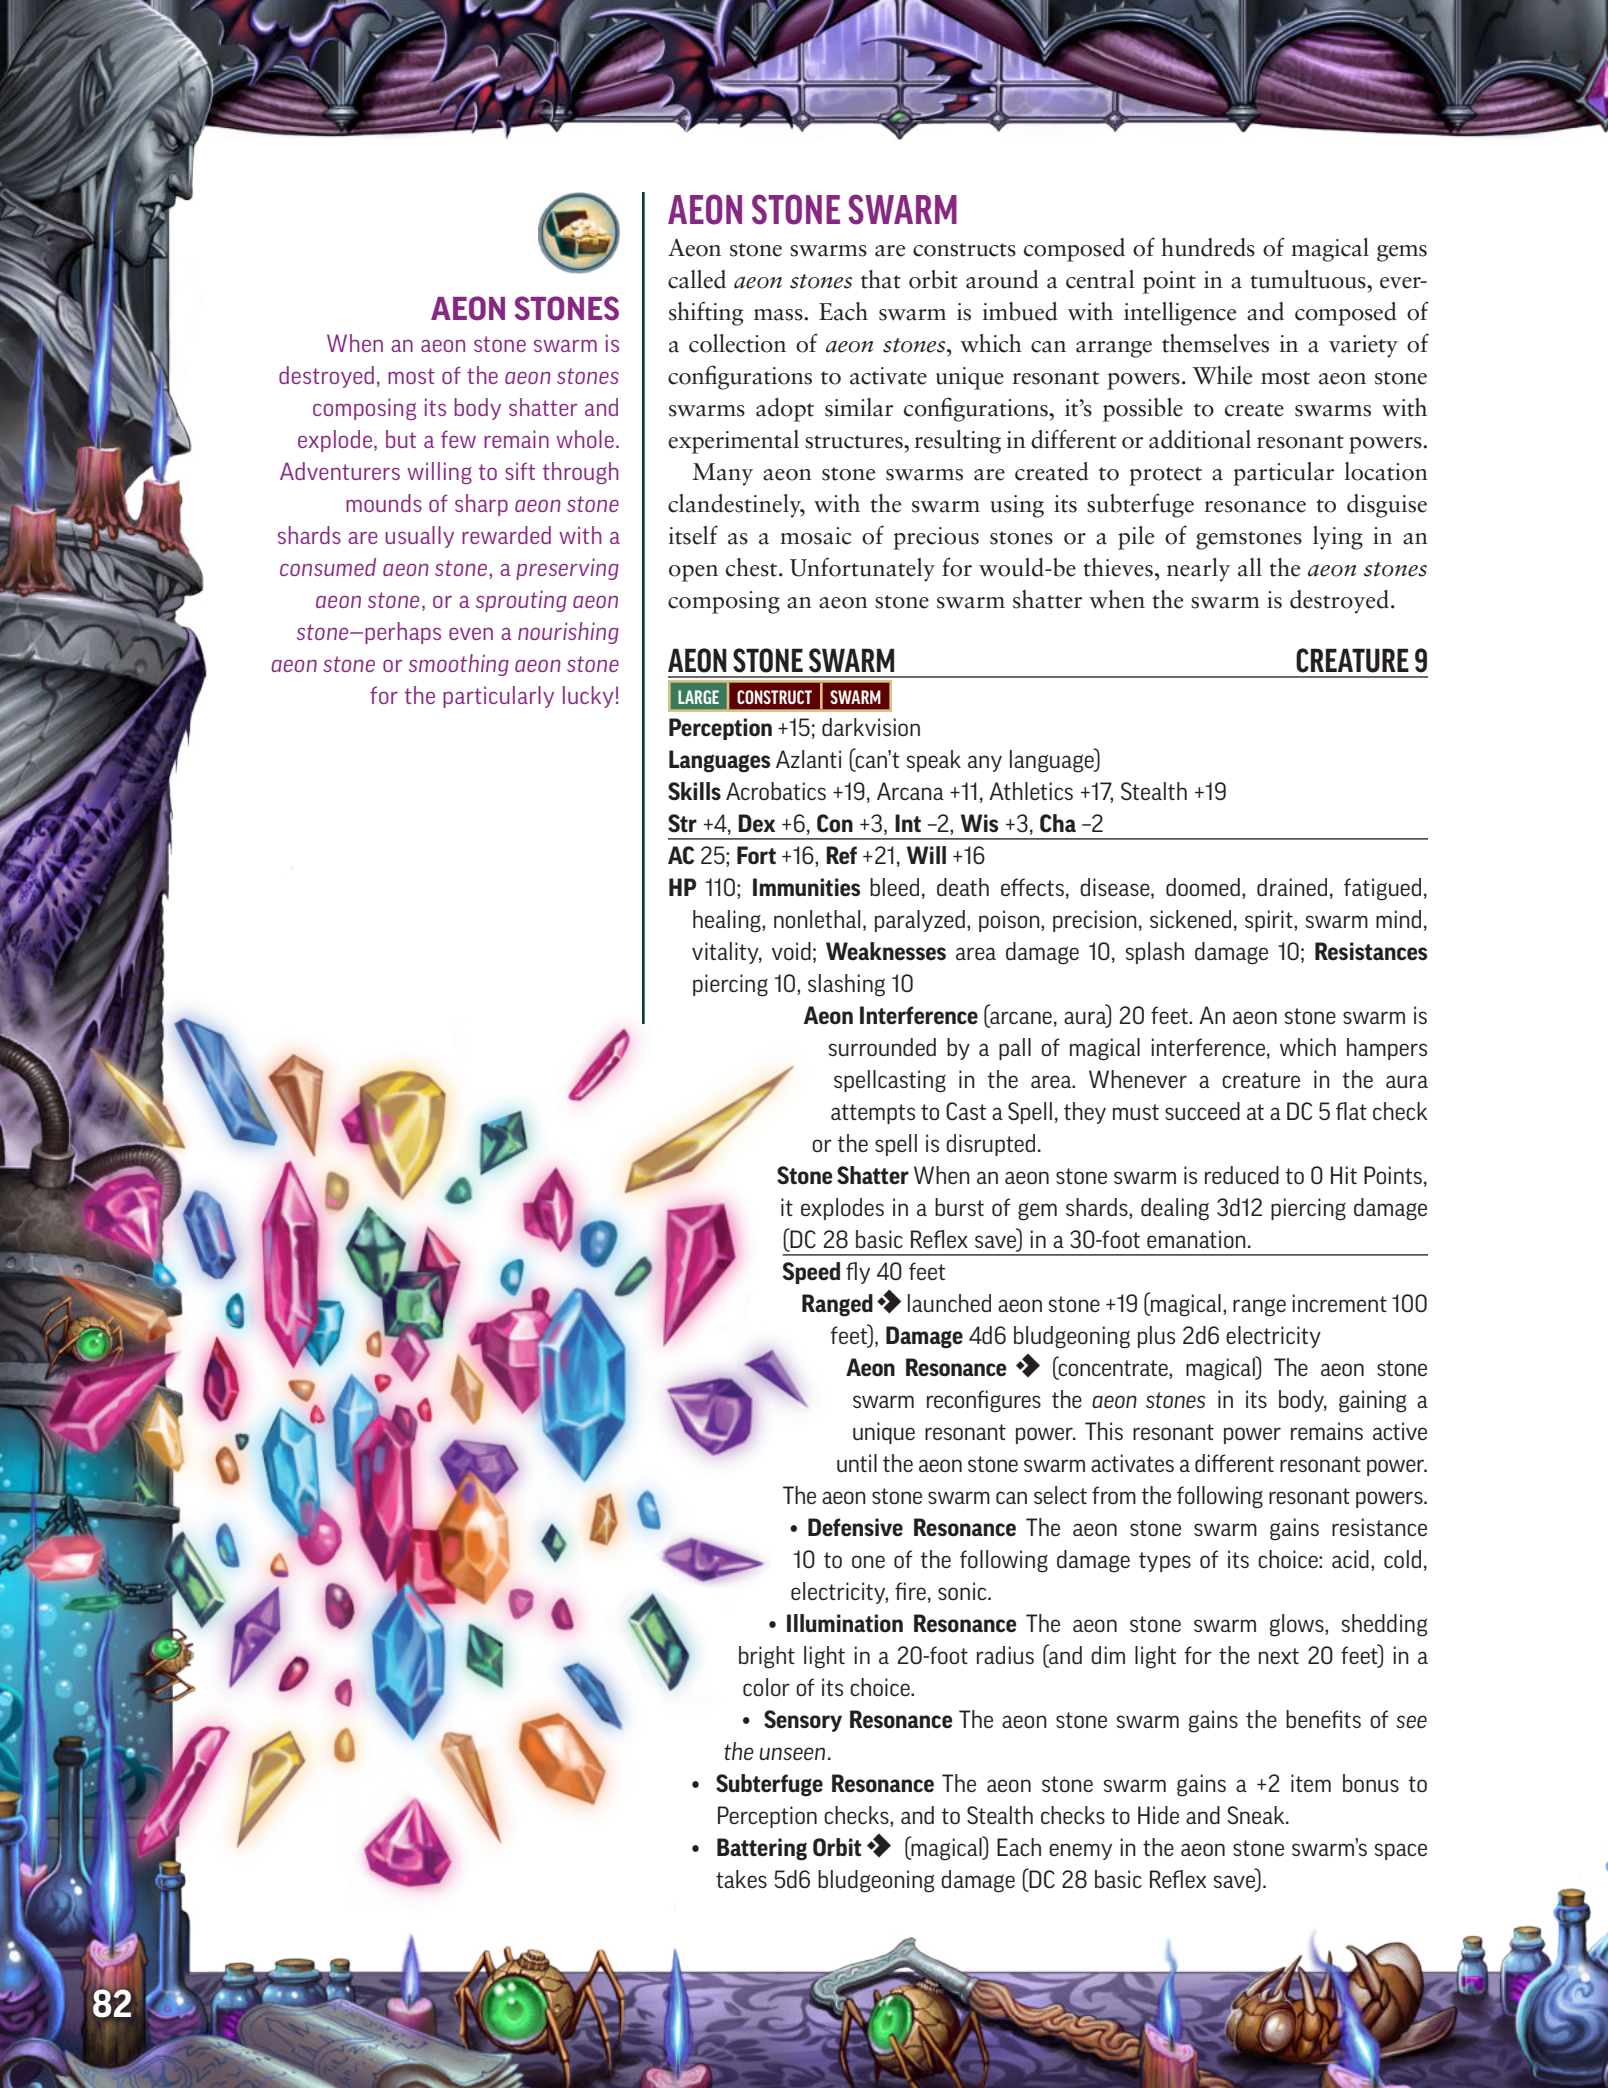 AEON STONES
When an aeon stone swarm is
destroyed, most of the aeon stones
composing its body shatter and
explode, but a few remain whole.
Adventurers willing to sift through
mounds of sharp aeon stone
shards are usually rewarded with a
consumed aeon stone, a preserving
aeon stone, or a sprouting aeon
stone—perhaps even a nourishing
aeon stone or smoothing aeon stone
for the particularly lucky!
AEON STONE SWARM
Aeon stone swarms are constructs composed of hundreds of magical gems
called aeon stones that orbit around a central point in a tumultuous, ever-
shifting mass. Each swarm is imbued with intelligence and composed of
a collection of aeon stones, which can arrange themselves in a variety of
configurations to activate unique resonant powers. While most aeon stone
swarms adopt similar configurations, it's possible to create swarms with
experimental structures, resulting in different or additional resonant powers.
Many aeon stone swarms are created to protect a particular location
clandestinely, with the swarm using its subterfuge resonance to disguise
itself as a mosaic of precious stones or a pile of gemstones lying in an
open chest. Unfortunately for would-be thieves, nearly all the aeon stones
composing an aeon stone swarm shatter when the swarm is destroyed.
AEON STONE SWARM CREATURE 9
LARGE CONSTRUCT SWARM
Perception +15; darkvision
Languages Azlanti (can't speak any language)
Skills Acrobatics +19, Arcana +11, Athletics +17, Stealth +19
Str +4, Dex +6, Con +3, Int –2, Wis +3, Cha –2
AC 25; Fort +16, Ref +21, Will +16
HP 110; Immunities bleed, death effects, disease, doomed, drained, fatigued,
healing, nonlethal, paralyzed, poison, precision, sickened, spirit, swarm mind,
vitality, void; Weaknesses area damage 10, splash damage 10; Resistances
piercing 10, slashing 10
Aeon Interference (arcane, aura) 20 feet. An aeon stone swarm is
surrounded by a pall of magical interference, which hampers
spellcasting in the area. Whenever a creature in the aura
attempts to Cast a Spell, they must succeed at a DC 5 flat check
or the spell is disrupted.
Stone Shatter When an aeon stone swarm is reduced to 0 Hit Points,
it explodes in a burst of gem shards, dealing 3d12 piercing damage
(DC 28 basic Reflex save) in a 30-foot emanation.
Speed fly 40 feet
Ranged launched aeon stone +19 (magical, range increment 100
feet), Damage 4d6 bludgeoning plus 2d6 electricity
Aeon Resonance (concentrate, magical) The aeon stone
swarm reconfigures the aeon stones in its body, gaining a
unique resonant power. This resonant power remains active
until the aeon stone swarm activates a different resonant power.
The aeon stone swarm can select from the following resonant powers.
• Defensive Resonance The aeon stone swarm gains resistance
10 to one of the following damage types of its choice: acid, cold,
electricity, fire, sonic.
• Illumination Resonance The aeon stone swarm glows, shedding
bright light in a 20-foot radius (and dim light for the next 20 feet) in a
color of its choice.
• Sensory Resonance The aeon stone swarm gains the benefits of see
the unseen.
• Subterfuge Resonance The aeon stone swarm gains a +2 item bonus to
Perception checks, and to Stealth checks to Hide and Sneak.
• Battering Orbit (magical) Each enemy in the aeon stone swarm's space
takes 5d6 bludgeoning damage (DC 28 basic Reflex save).
82